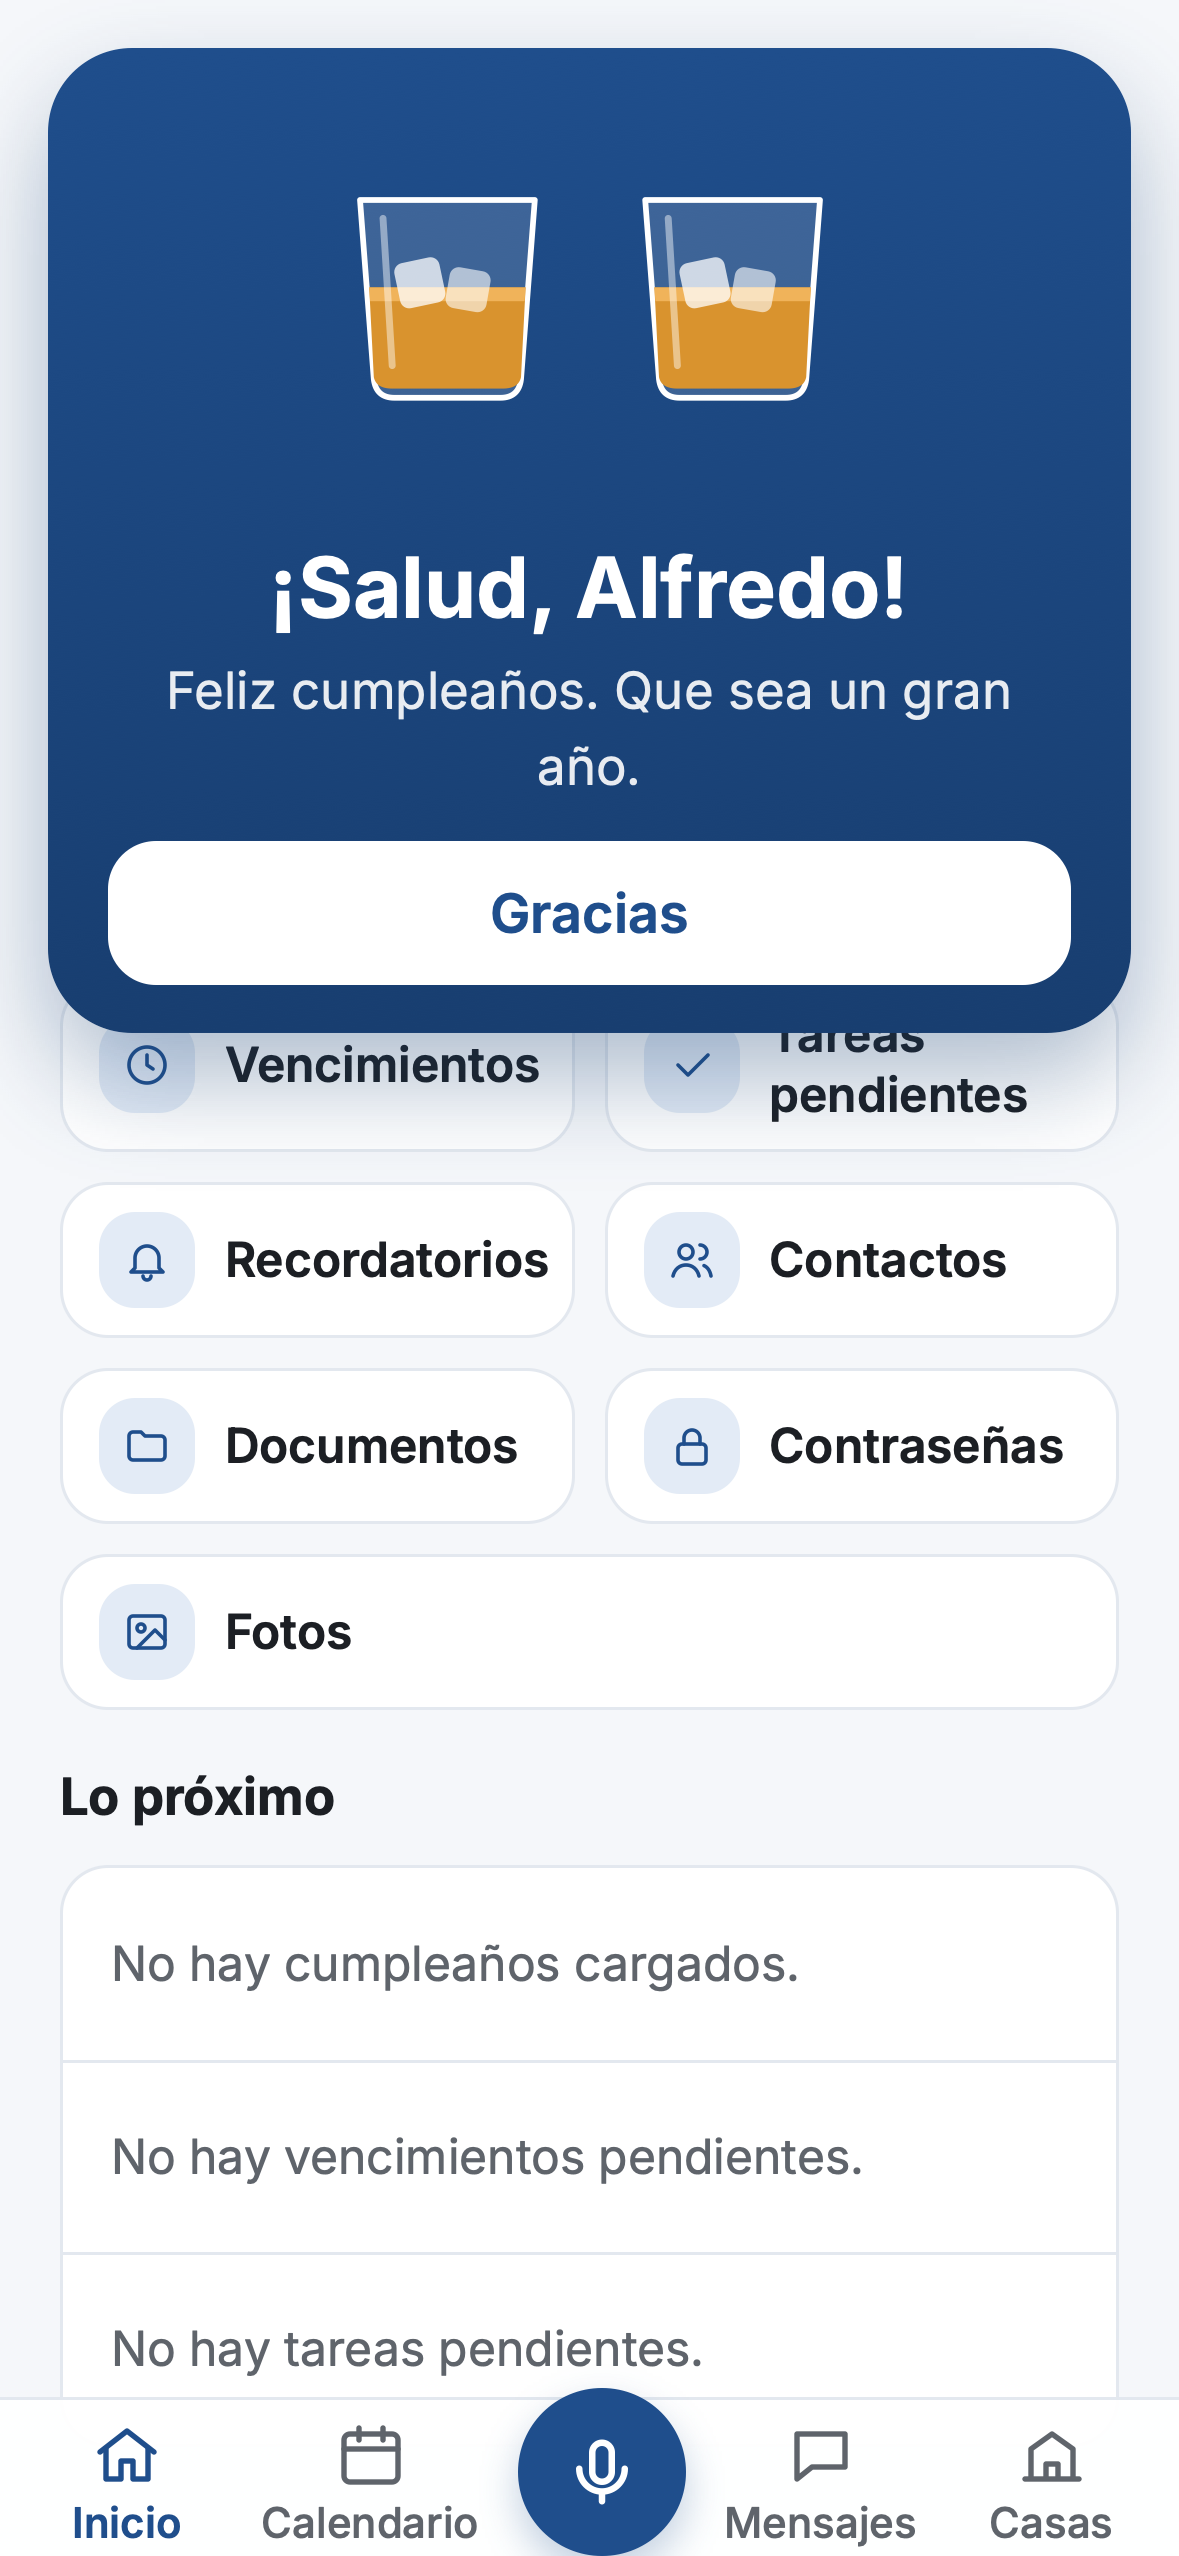 ¡Salud, Alfredo!
Feliz cumpleaños. Que sea un gran
año.
Gracias
Vencimientos
Tareas
pendientes
Recordatorios
Contactos
Documentos
Contraseñas
Fotos
Lo próximo
No hay cumpleaños cargados.
No hay vencimientos pendientes.
No hay tareas pendientes.
Inicio
Calendario
Mensajes
Casas